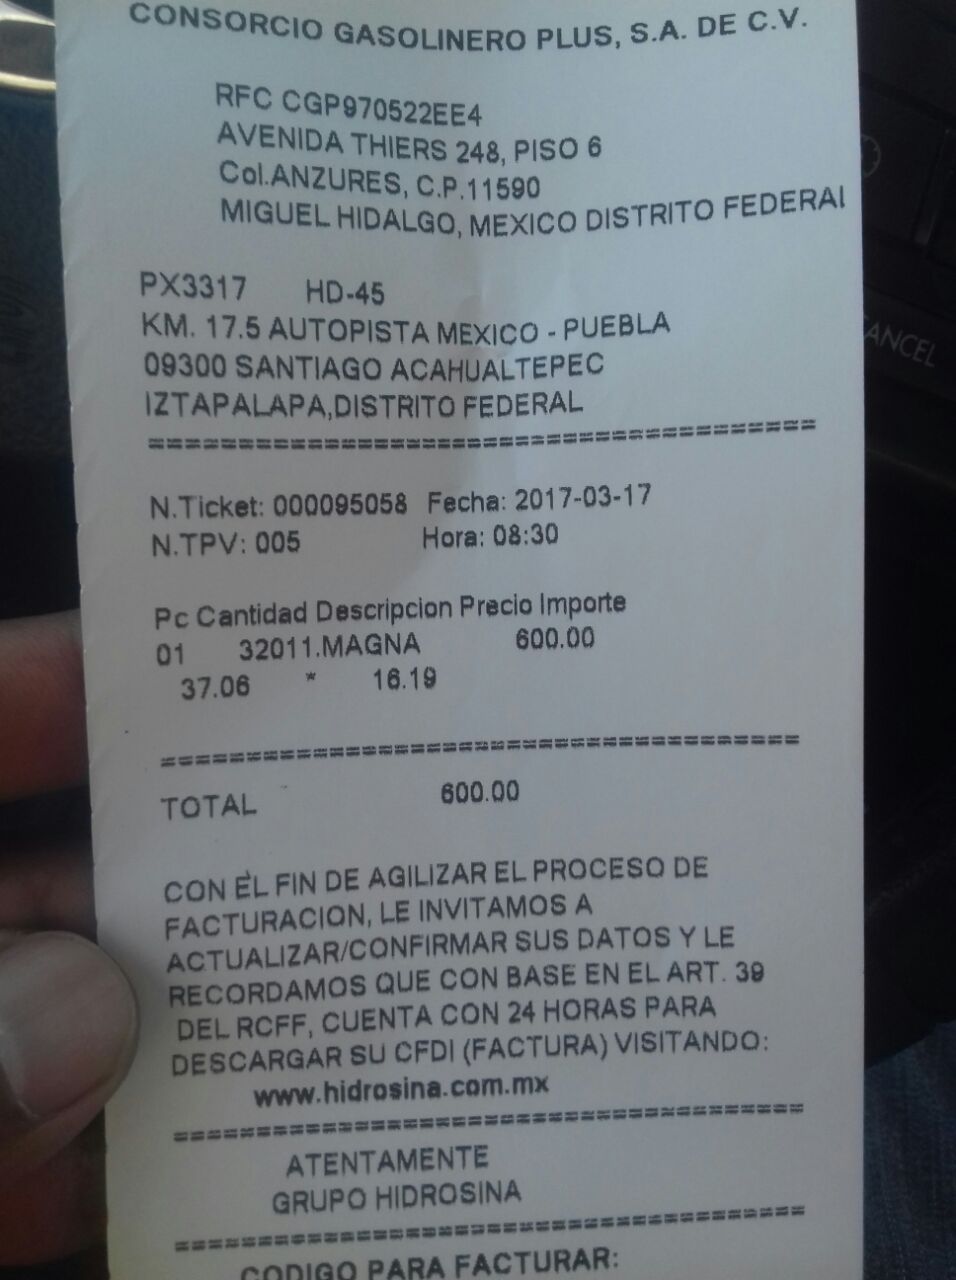 CONSORCIO GASOLINERO PLUS, S.A. DE C.V.
RFC CGP970522EE4
AVENIDA THIERS 248, PISO 6
Col.ANZURES, C.P.11590
MIGUEL HIDALGO, MEXICO DISTRITO FEDERAl
PX3317 HD-45
KM. 17.5 AUTOPISTA MEXICO - PUEBLA
09300 SANTIAGO ACAHUALTEPEC
IZTAPALAPA,DISTRITO FEDERAL
========================================
N.Ticket: 000095058 Fecha: 2017-03-17
N.TPV: 005 Hora: 08:30
Pc Cantidad Descripcion Precio Importe
01 32011.MAGNA 600.00
37.06 * 16.19
========================================
TOTAL 600.00
CON EL FIN DE AGILIZAR EL PROCESO DE
FACTURACION, LE INVITAMOS A
ACTUALIZAR/CONFIRMAR SUS DATOS Y LE
RECORDAMOS QUE CON BASE EN EL ART. 39
DEL RCFF, CUENTA CON 24 HORAS PARA
DESCARGAR SU CFDI (FACTURA) VISITANDO:
www.hidrosina.com.mx
========================================
ATENTAMENTE
GRUPO HIDROSINA
========================================
CODIGO PARA FACTURAR:
CANCEL